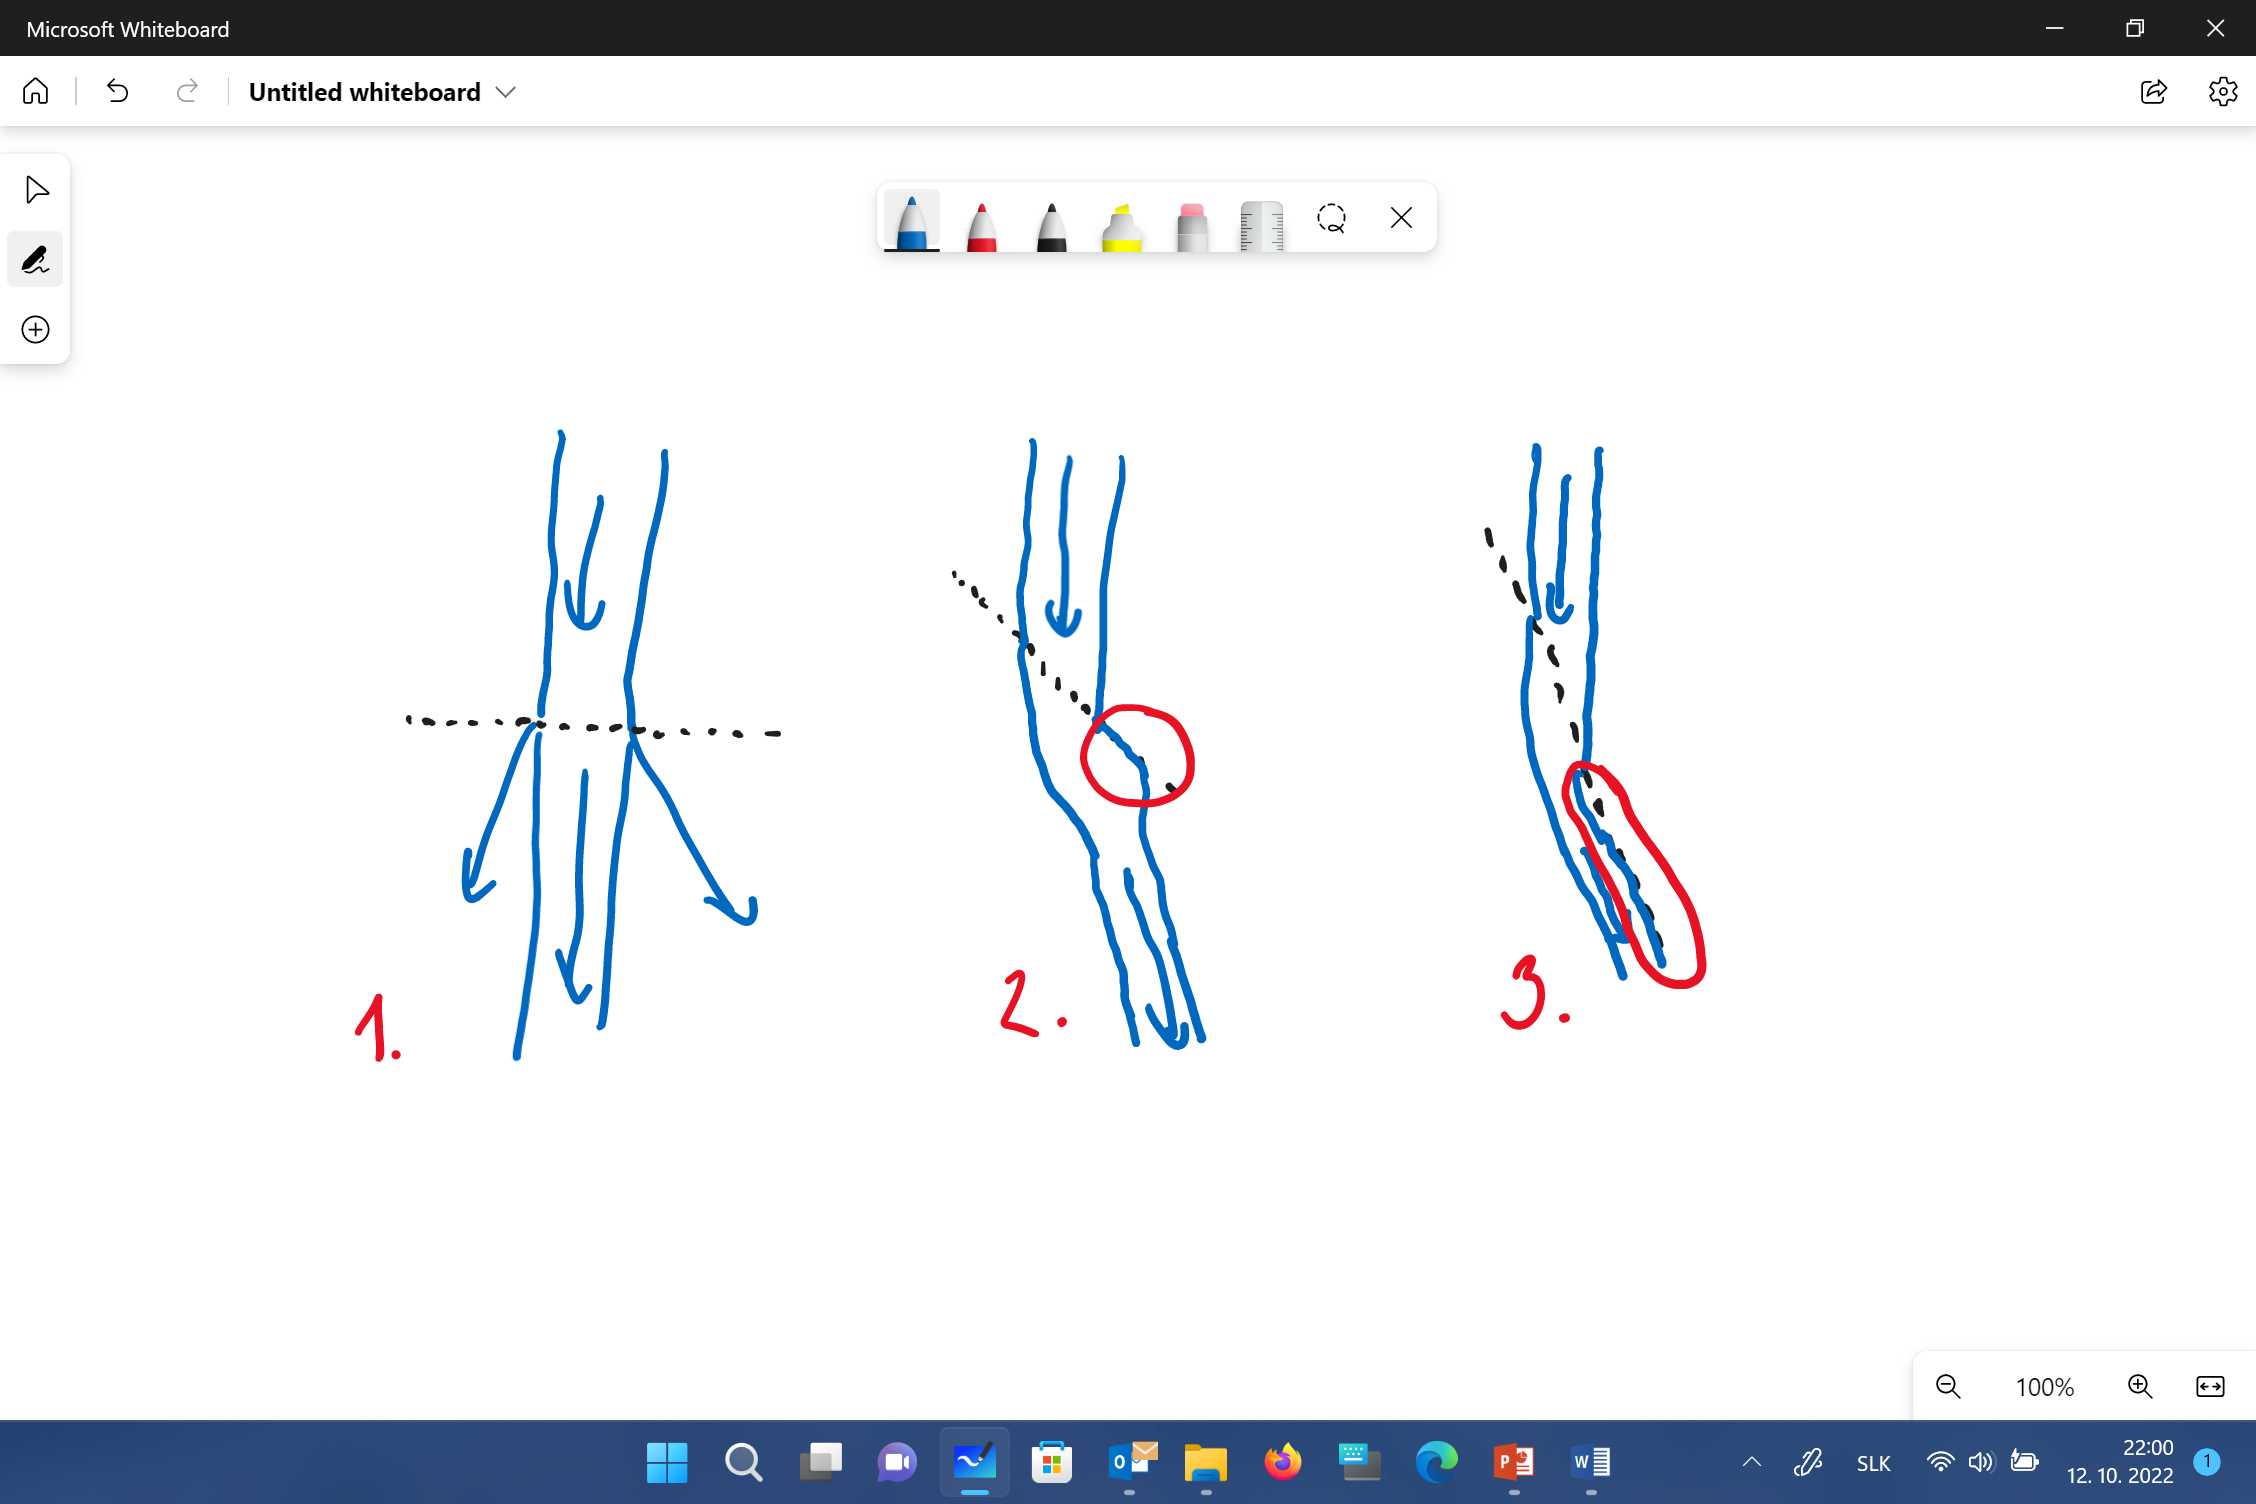 Microsoft Whiteboard
Untitled whiteboard
1.
2.
3.
100%
SLK
22:00
12. 10. 2022
1